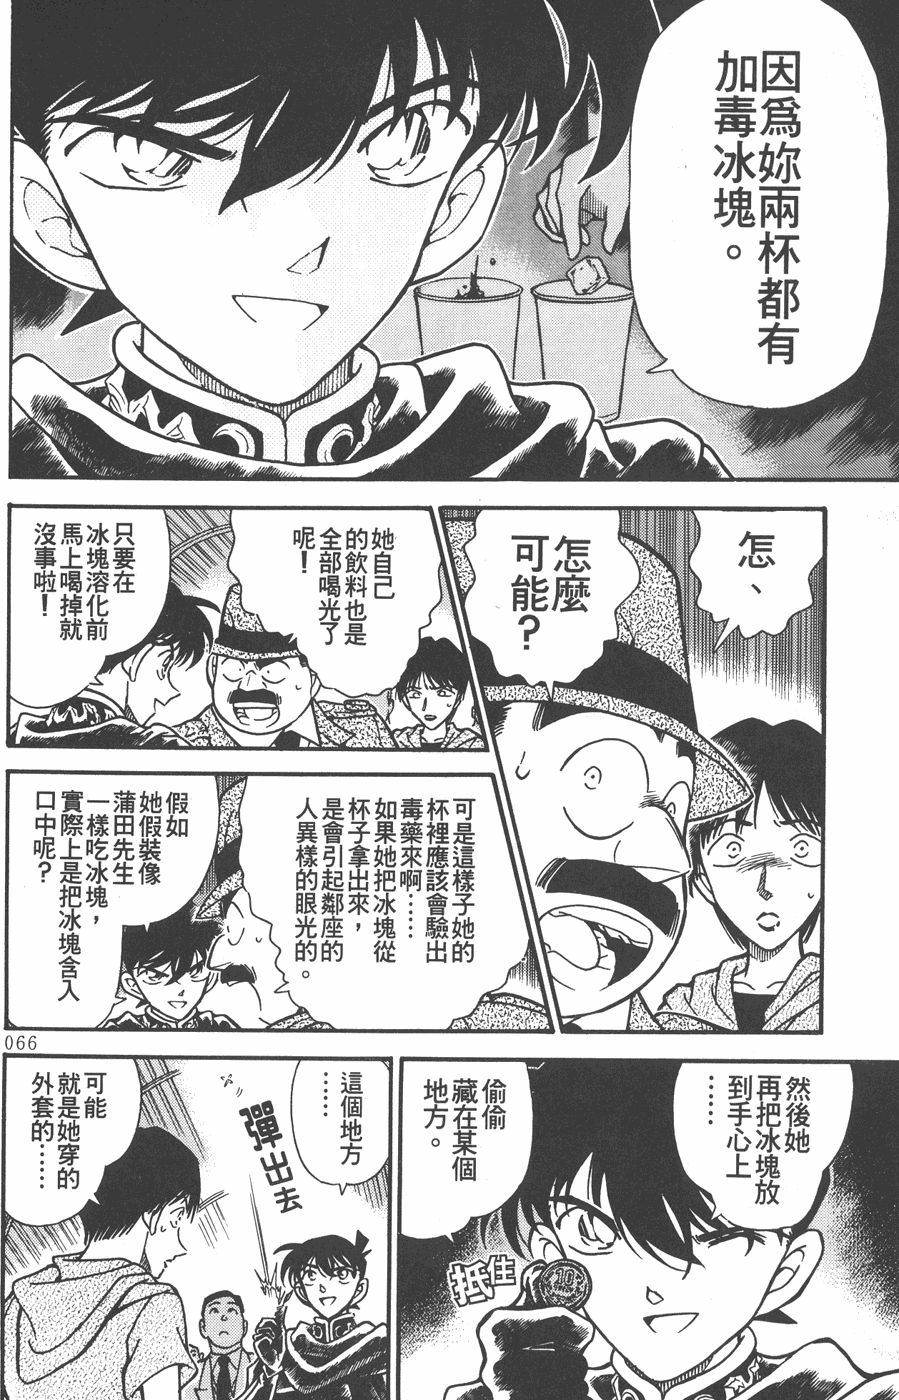 因爲妳兩杯都有
加毒冰塊。
怎、
怎麼
可能？
她自己
的飲料也是
全部喝光了
呢！
只要在
冰塊溶化前
馬上喝掉就
沒事啦！
可是這樣子她的
杯裡應該會驗出
毒藥來啊……
如果她把冰塊從
杯子拿出來，
是會引起鄰座的
人異樣的眼光的。
假如
她假裝像
蒲田先生
一樣吃冰塊，
實際上是把冰塊含入
口中呢？
066
然後她
再把冰塊放
到手心上
……
偷偷
藏在某個
地方。
抵住
這個地方
……
彈出去
可能
就是她穿的
外套的……